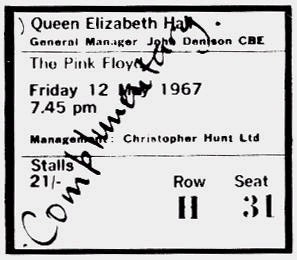 Queen Elizabeth Hall
General Manager John Denison CBE
The Pink Floyd
Friday 12 May 1967
7.45 pm
Management: Christopher Hunt Ltd
Stalls
21/-
Row Seat
H 31
Complimentary.